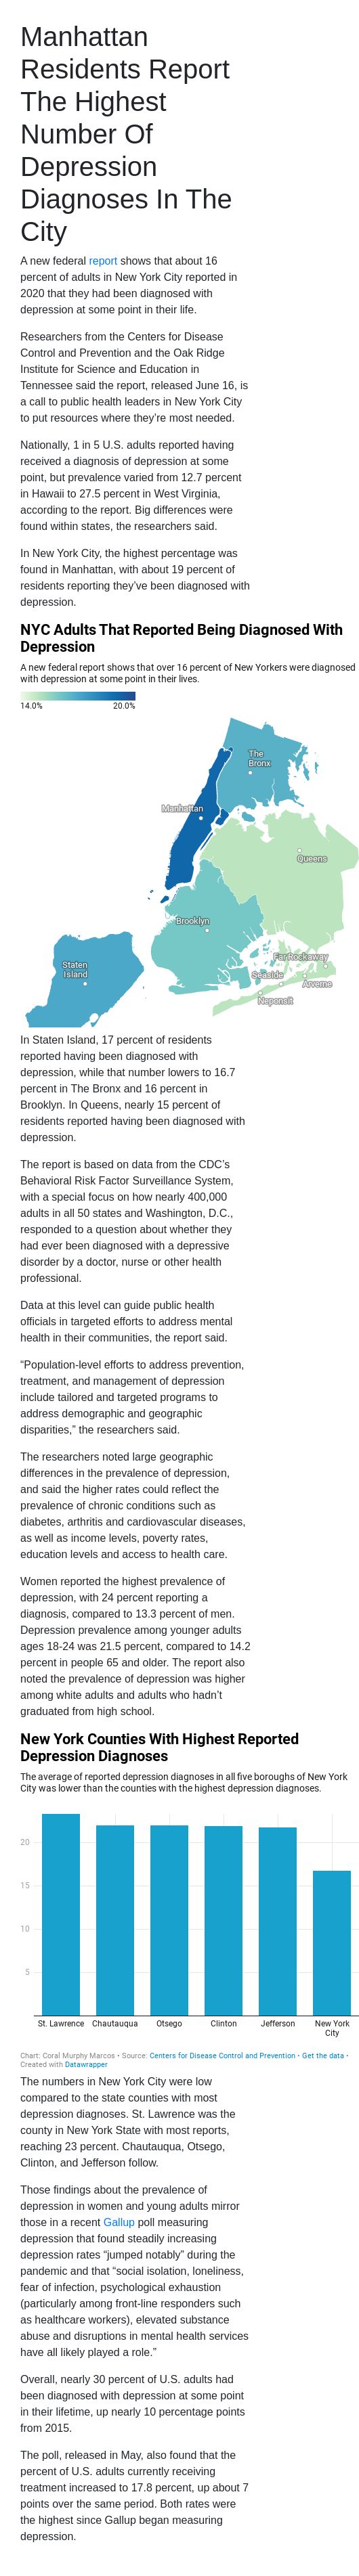 Manhattan
Residents Report
The Highest
Number Of
Depression
Diagnoses In The
City
A new federal report shows that about 16
percent of adults in New York City reported in
2020 that they had been diagnosed with
depression at some point in their life.
Researchers from the Centers for Disease
Control and Prevention and the Oak Ridge
Institute for Science and Education in
Tennessee said the report, released June 16, is
a call to public health leaders in New York City
to put resources where they’re most needed.
Nationally, 1 in 5 U.S. adults reported having
received a diagnosis of depression at some
point, but prevalence varied from 12.7 percent
in Hawaii to 27.5 percent in West Virginia,
according to the report. Big differences were
found within states, the researchers said.
In New York City, the highest percentage was
found in Manhattan, with about 19 percent of
residents reporting they’ve been diagnosed with
depression.
NYC Adults That Reported Being Diagnosed With
Depression
A new federal report shows that over 16 percent of New Yorkers were diagnosed
with depression at some point in their lives.
14.0% 20.0%
The
Bronx
Manhattan
Queens
Brooklyn
Far Rockaway
Staten
Island
Seaside
Arverne
Neponsit
In Staten Island, 17 percent of residents
reported having been diagnosed with
depression, while that number lowers to 16.7
percent in The Bronx and 16 percent in
Brooklyn. In Queens, nearly 15 percent of
residents reported having been diagnosed with
depression.
The report is based on data from the CDC’s
Behavioral Risk Factor Surveillance System,
with a special focus on how nearly 400,000
adults in all 50 states and Washington, D.C.,
responded to a question about whether they
had ever been diagnosed with a depressive
disorder by a doctor, nurse or other health
professional.
Data at this level can guide public health
officials in targeted efforts to address mental
health in their communities, the report said.
“Population-level efforts to address prevention,
treatment, and management of depression
include tailored and targeted programs to
address demographic and geographic
disparities,” the researchers said.
The researchers noted large geographic
differences in the prevalence of depression,
and said the higher rates could reflect the
prevalence of chronic conditions such as
diabetes, arthritis and cardiovascular diseases,
as well as income levels, poverty rates,
education levels and access to health care.
Women reported the highest prevalence of
depression, with 24 percent reporting a
diagnosis, compared to 13.3 percent of men.
Depression prevalence among younger adults
ages 18-24 was 21.5 percent, compared to 14.2
percent in people 65 and older. The report also
noted the prevalence of depression was higher
among white adults and adults who hadn’t
graduated from high school.
New York Counties With Highest Reported
Depression Diagnoses
The average of reported depression diagnoses in all five boroughs of New York
City was lower than the counties with the highest depression diagnoses.
20
15
10
5
St. Lawrence Chautauqua Otsego Clinton Jefferson New York
City
Chart: Coral Murphy Marcos • Source: Centers for Disease Control and Prevention • Get the data •
Created with Datawrapper
The numbers in New York City were low
compared to the state counties with most
depression diagnoses. St. Lawrence was the
county in New York State with most reports,
reaching 23 percent. Chautauqua, Otsego,
Clinton, and Jefferson follow.
Those findings about the prevalence of
depression in women and young adults mirror
those in a recent Gallup poll measuring
depression that found steadily increasing
depression rates “jumped notably” during the
pandemic and that “social isolation, loneliness,
fear of infection, psychological exhaustion
(particularly among front-line responders such
as healthcare workers), elevated substance
abuse and disruptions in mental health services
have all likely played a role.”
Overall, nearly 30 percent of U.S. adults had
been diagnosed with depression at some point
in their lifetime, up nearly 10 percentage points
from 2015.
The poll, released in May, also found that the
percent of U.S. adults currently receiving
treatment increased to 17.8 percent, up about 7
points over the same period. Both rates were
the highest since Gallup began measuring
depression.